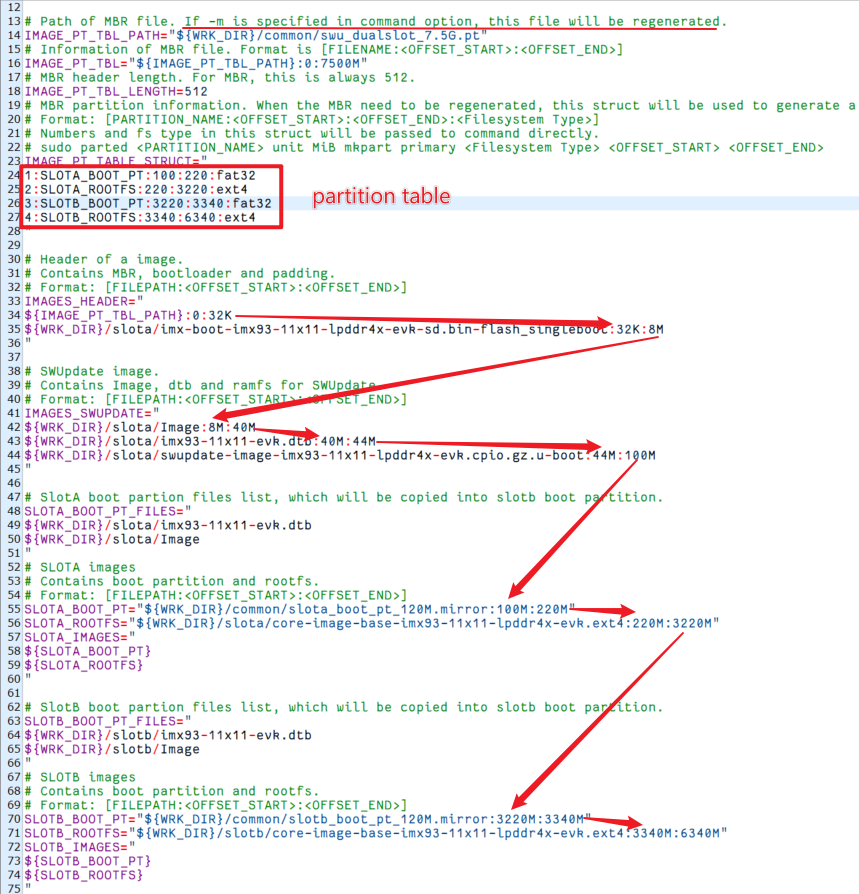 12
13 # Path of MBR file. If -m is specified in command option, this file will be regenerated.
14 IMAGE_PT_TBL_PATH="${WRK_DIR}/common/swu_dualslot_7.5G.pt"
15 # Information of MBR file. Format is [FILENAME:<OFFSET_START>:<OFFSET_END>]
16 IMAGE_PT_TBL="${IMAGE_PT_TBL_PATH}:0:7500M"
17 # MBR header length. For MBR, this is always 512.
18 IMAGE_PT_TBL_LENGTH=512
19 # MBR partition information. When the MBR need to be regenerated, this struct will be used to generate a
20 # Format: [PARTITION_NAME:<OFFSET_START>:<OFFSET_END>:<Filesystem Type>]
21 # Numbers and fs type in this struct will be passed to command directly.
22 # sudo parted <PARTITION_NAME> unit MiB mkpart primary <Filesystem Type> <OFFSET_START> <OFFSET_END>
23 IMAGE_PT_TABLE_STRUCT="
24 1:SLOTA_BOOT_PT:100:220:fat32
25 2:SLOTA_ROOTFS:220:3220:ext4
partition table
26 3:SLOTB_BOOT_PT:3220:3340:fat32
27 4:SLOTB_ROOTFS:3340:6340:ext4
28 "
29
30 # Header of a image.
31 # Contains MBR, bootloader and padding.
32 # Format: [FILEPATH:<OFFSET_START>:<OFFSET_END>]
33 IMAGES_HEADER="
34 ${IMAGE_PT_TBL_PATH}:0:32K
35 ${WRK_DIR}/slota/imx-boot-imx93-11x11-lpddr4x-evk-sd.bin-flash_singleboot:32K:8M
36 "
37
38 # SWUpdate image.
39 # Contains Image, dtb and ramfs for SWUpdate
40 # Format: [FILEPATH:<OFFSET_START>:<OFFSET_END>]
41 IMAGES_SWUPDATE="
42 ${WRK_DIR}/slota/Image:8M:40M
43 ${WRK_DIR}/slota/imx93-11x11-evk.dtb:40M:44M
44 ${WRK_DIR}/slota/swupdate-image-imx93-11x11-lpddr4x-evk.cpio.gz.u-boot:44M:100M
45 "
46
47 # SlotA boot partion files list, which will be copied into slotb boot partition.
48 SLOTA_BOOT_PT_FILES="
49 ${WRK_DIR}/slota/imx93-11x11-evk.dtb
50 ${WRK_DIR}/slota/Image
51 "
52 # SLOTA images
53 # Contains boot partition and rootfs.
54 # Format: [FILEPATH:<OFFSET_START>:<OFFSET_END>]
55 SLOTA_BOOT_PT="${WRK_DIR}/common/slota_boot_pt_120M.mirror:100M:220M"
56 SLOTA_ROOTFS="${WRK_DIR}/slota/core-image-base-imx93-11x11-lpddr4x-evk.ext4:220M:3220M"
57 SLOTA_IMAGES="
58 ${SLOTA_BOOT_PT}
59 ${SLOTA_ROOTFS}
60 "
61
62 # SlotB boot partion files list, which will be copied into slotb boot partition.
63 SLOTB_BOOT_PT_FILES="
64 ${WRK_DIR}/slotb/imx93-11x11-evk.dtb
65 ${WRK_DIR}/slotb/Image
66 "
67 # SLOTB images
68 # Contains boot partition and rootfs.
69 # Format: [FILEPATH:<OFFSET_START>:<OFFSET_END>]
70 SLOTB_BOOT_PT="${WRK_DIR}/common/slotb_boot_pt_120M.mirror:3220M:3340M"
71 SLOTB_ROOTFS="${WRK_DIR}/slotb/core-image-base-imx93-11x11-lpddr4x-evk.ext4:3340M:6340M"
72 SLOTB_IMAGES="
73 ${SLOTB_BOOT_PT}
74 ${SLOTB_ROOTFS}
75 "